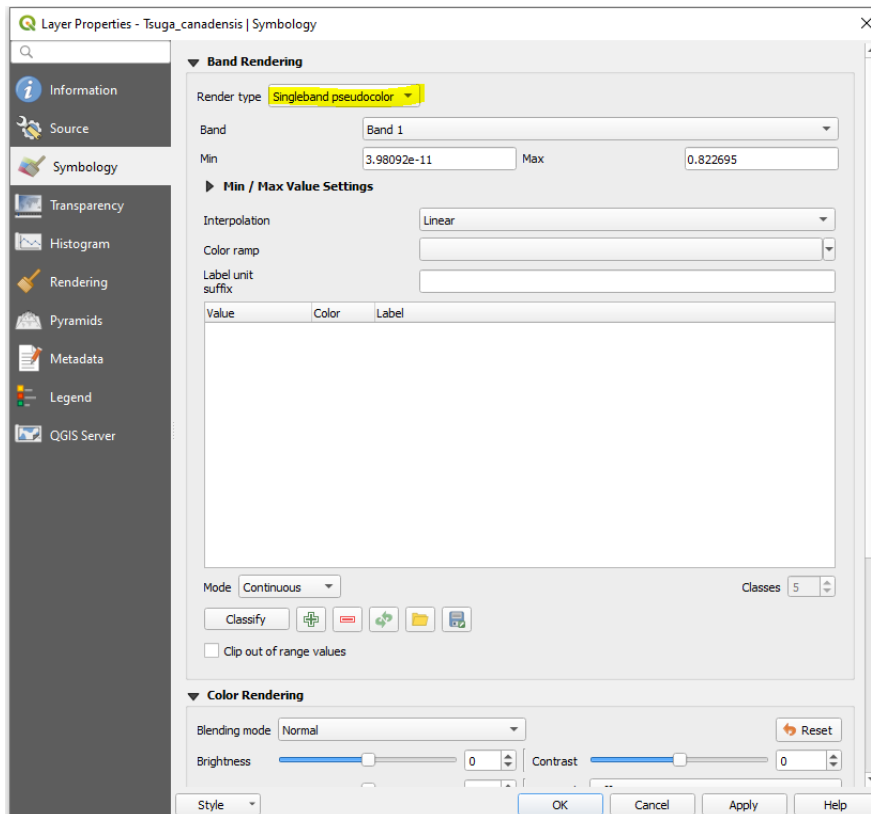 Layer Properties - Tsuga_canadensis | Symbology
Information
Source
Symbology
Transparency
Histogram
Rendering
Pyramids
Metadata
Legend
QGIS Server
Band Rendering
Render type Singleband pseudocolor
Band Band 1
Min 3.98092e-11 Max 0.822695
Min / Max Value Settings
Interpolation Linear
Color ramp
Label unit
suffix
Value Color Label
Mode Continuous Classes 5
Classify
Clip out of range values
Color Rendering
Blending mode Normal Reset
Brightness 0 Contrast 0
Style OK Cancel Apply Help